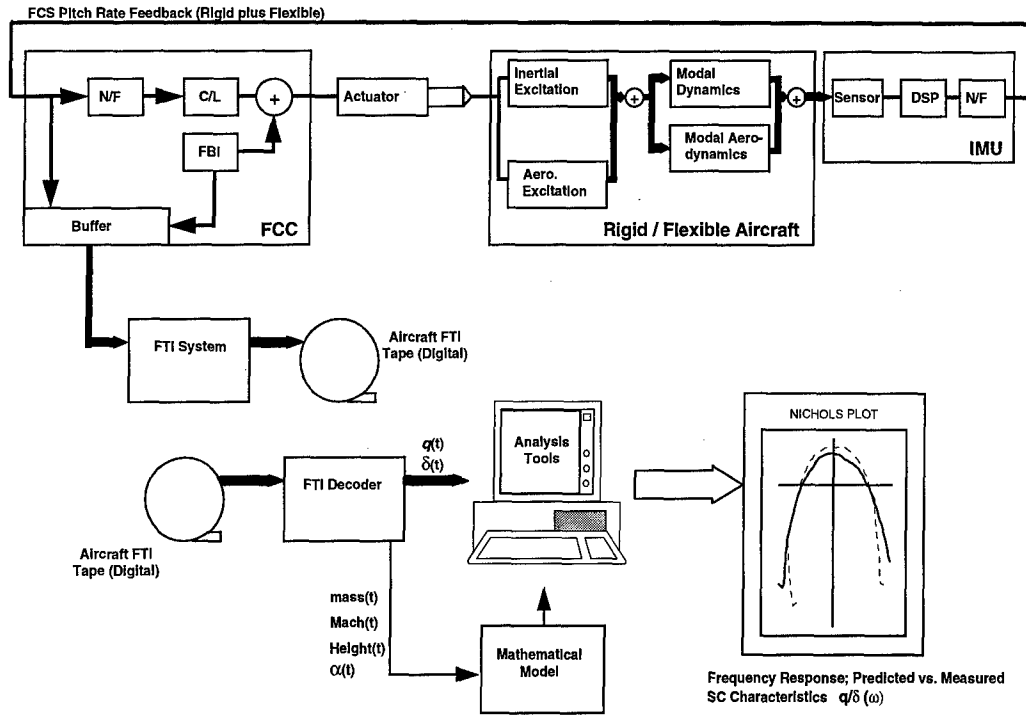 FCS Pitch Rate Feedback (Rigid plus Flexible)
N/F
C/L
+
FBI
Buffer
FCC
Actuator
Inertial
Excitation
Aero.
Excitation
+
Modal
Dynamics
Modal Aero-
dynamics
+
Rigid / Flexible Aircraft
Sensor
DSP
N/F
IMU
FTI System
Aircraft FTI
Tape (Digital)
Aircraft FTI
Tape (Digital)
FTI Decoder
q(t)
δ(t)
Analysis
Tools
mass(t)
Mach(t)
Height(t)
α(t)
Mathematical
Model
NICHOLS PLOT
Frequency Response; Predicted vs. Measured
SC Characteristics q/δ (ω)